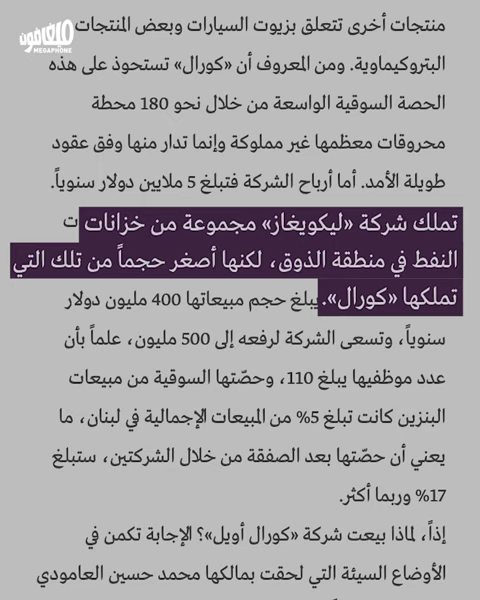 ميغافون
MEGAPHONE
منتجات أخرى تتعلق بزيوت السيارات وبعض المنتجات
البتروكيماوية. ومن المعروف أن «كورال» تستحوذ على هذه
الحصة السوقية الواسعة من خلال نحو 180 محطة
محروقات معظمها غير مملوكة وإنما تدار منها وفق عقود
طويلة الأمد. أما أرباح الشركة فتبلغ 5 ملايين دولار سنوياً.
تملك شركة «ليكويغاز» مجموعة من خزانات
النفط في منطقة الذوق، لكنها أصغر حجماً من تلك التي
تملكها «كورال». يبلغ حجم مبيعاتها 400 مليون دولار
سنوياً، وتسعى الشركة لرفعه إلى 500 مليون، علماً بأن
عدد موظفيها يبلغ 110، وحصّتها السوقية من مبيعات
البنزين كانت تبلغ 5% من المبيعات الإجمالية في لبنان، ما
يعني أن حصّتها بعد الصفقة من خلال الشركتين، ستبلغ
17% وربما أكثر.
إذاً، لماذا بيعت شركة «كورال أويل»؟ الإجابة تكمن في
الأوضاع السيئة التي لحقت بمالكها محمد حسين العامودي